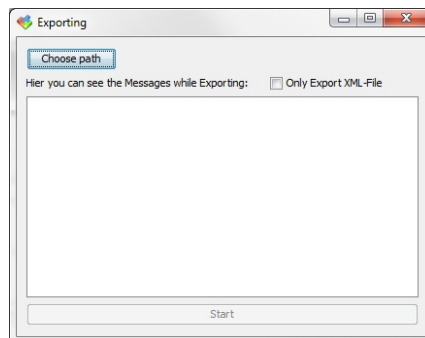 Exporting
Choose path
Hier you can see the Messages while Exporting: Only Export XML-File
Start